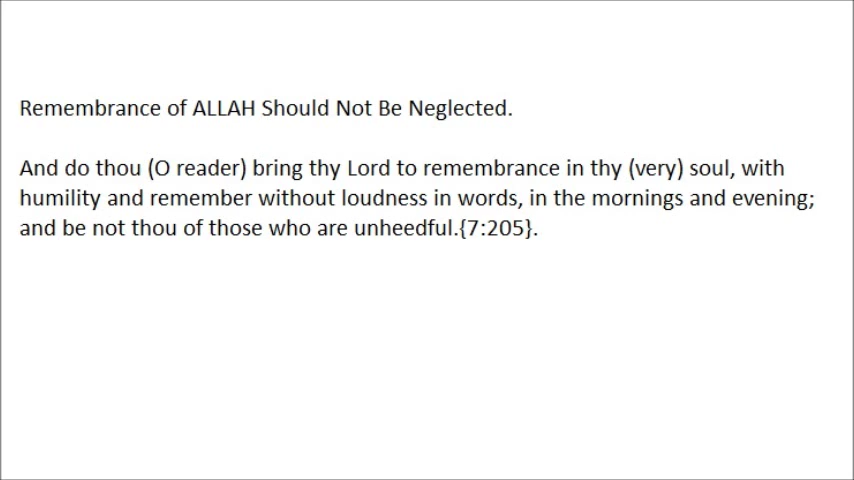 Remembrance of ALLAH Should Not Be Neglected.
And do thou (O reader) bring thy Lord to remembrance in thy (very) soul, with
humility and remember without loudness in words, in the mornings and evening;
and be not thou of those who are unheedful.{7:205}.